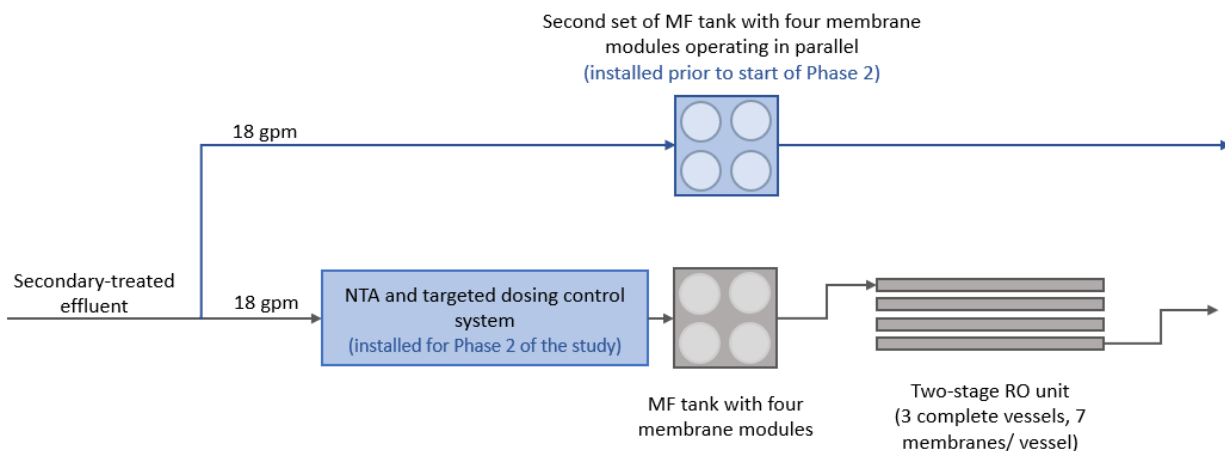 Second set of MF tank with four membrane
modules operating in parallel
(installed prior to start of Phase 2)
18 gpm
Secondary-treated
effluent
18 gpm
NTA and targeted dosing control
system
(installed for Phase 2 of the study)
MF tank with four
membrane modules
Two-stage RO unit
(3 complete vessels, 7
membranes/ vessel)